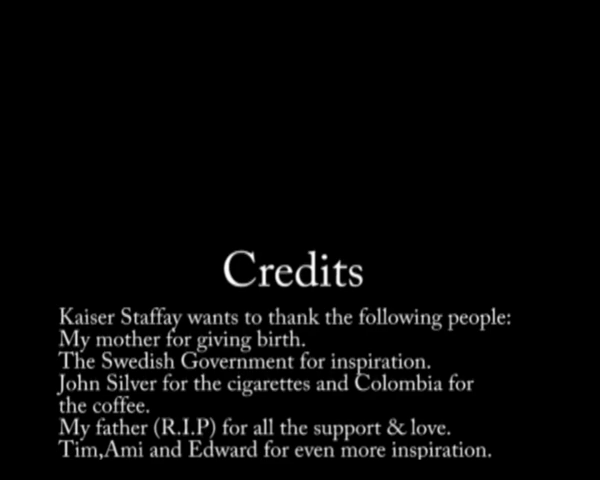 Credits
Kaiser Staffay wants to thank the following people:
My mother for giving birth.
The Swedish Government for inspiration.
John Silver for the cigarettes and Colombia for
the coffee.
My father (R.I.P) for all the support & love.
Tim,Ami and Edward for even more inspiration.